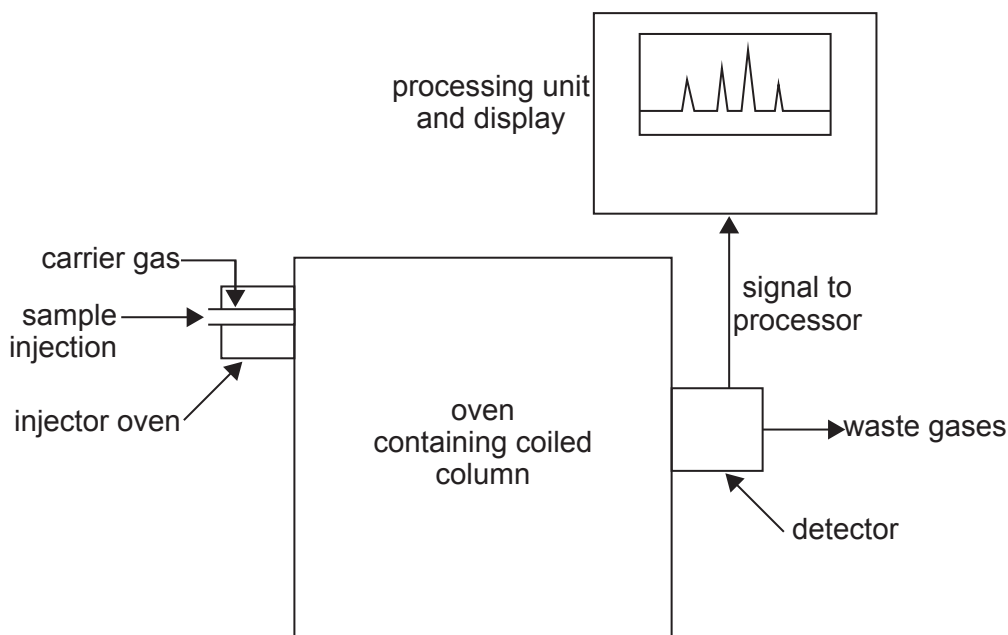 processing unit
and display
carrier gas
sample
injection
injector oven
signal to
processor
oven
containing coiled
column
waste gases
detector